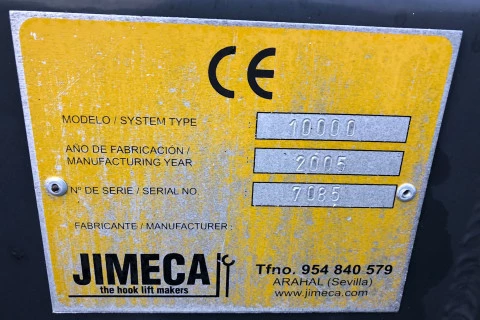 CE
MODELO / SYSTEM TYPE 10000
AÑO DE FABRICACIÓN /
MANUFACTURING YEAR 2005
Nº DE SERIE / SERIAL NO. 7085
FABRICANTE / MANUFACTURER :
JIMECA
the hook lift makers
Tfno. 954 840 579
ARAHAL (Sevilla)
www.jimeca.com